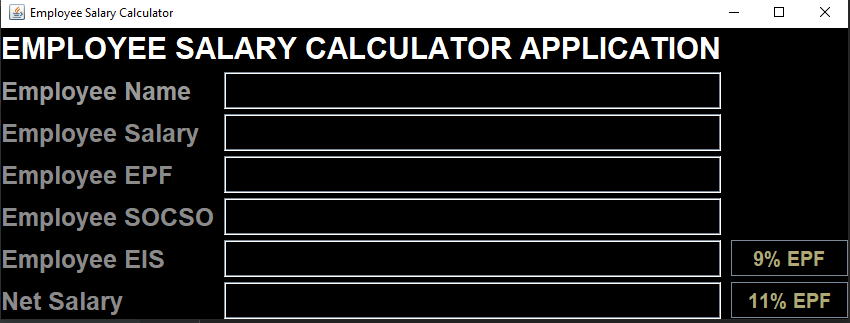 Employee Salary Calculator
EMPLOYEE SALARY CALCULATOR APPLICATION
Employee Name
Employee Salary
Employee EPF
Employee SOCSO
Employee EIS
9% EPF
Net Salary
11% EPF